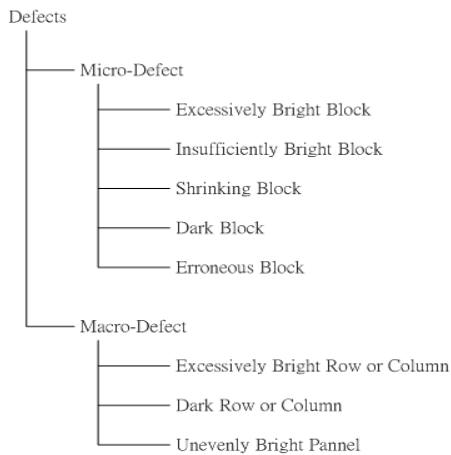 Defects
Micro-Defect
Excessively Bright Block
Insufficiently Bright Block
Shrinking Block
Dark Block
Erroneous Block
Macro-Defect
Excessively Bright Row or Column
Dark Row or Column
Unevenly Bright Pannel